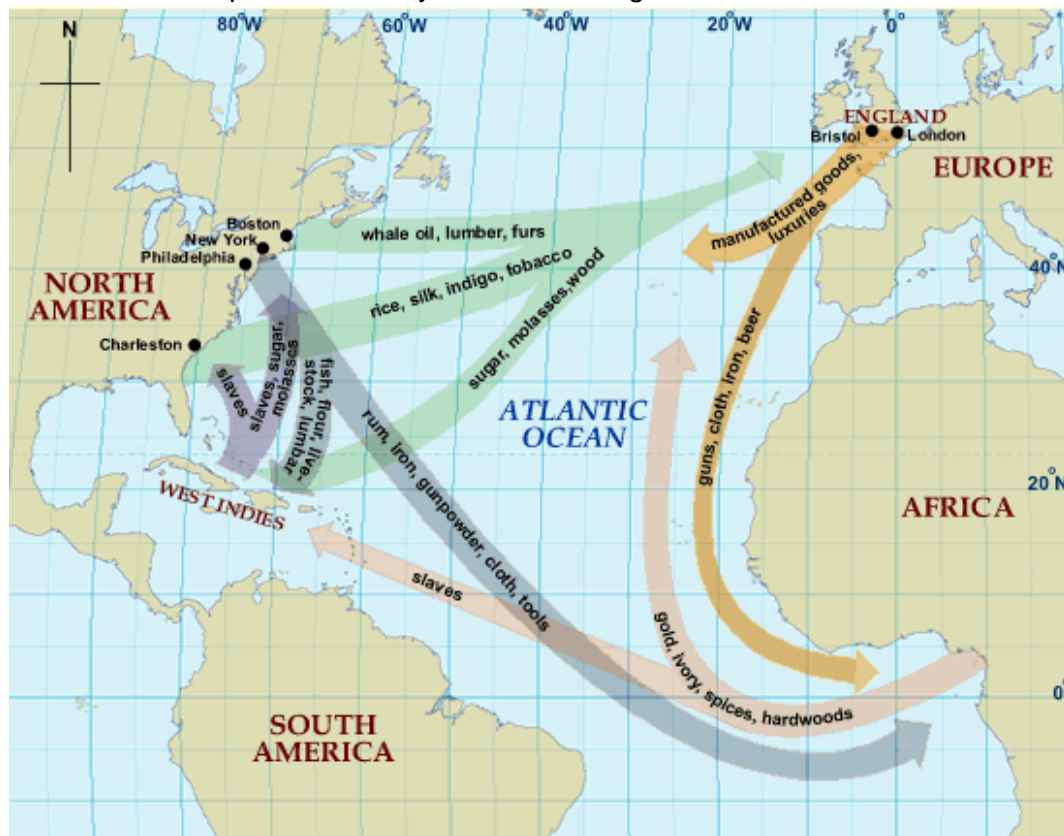 N
80°W
60°W
40°W
20°W
0°
ENGLAND
Bristol
London
EUROPE
manufactured goods,
luxuries
Boston
New York
Philadelphia
whale oil, lumber, furs
40°N
NORTH
AMERICA
rice, silk, indigo, tobacco
sugar, molasses,wood
Charleston
slaves
slaves, sugar,
molasses
fish, flour, live-
stock, lumbar
guns, cloth, iron, beer
ATLANTIC
OCEAN
rum, iron, gunpowder, cloth, tools
20°N
WEST INDIES
AFRICA
slaves
gold, ivory, spices, hardwoods
0°
SOUTH
AMERICA